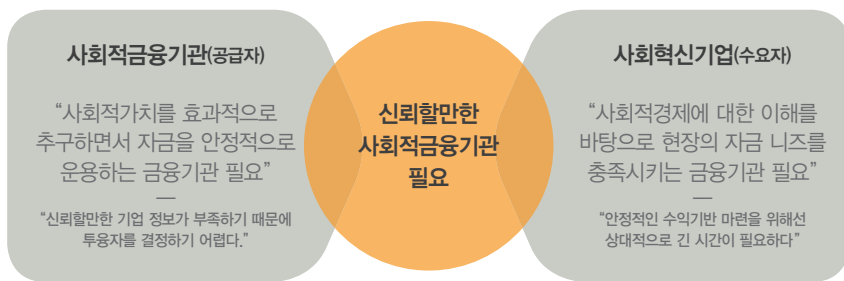 사회적금융기관(공급자)
“사회적가치를 효과적으로
추구하면서 자금을 안정적으로
운용하는 금융기관 필요”
“신뢰할만한 기업 정보가 부족하기 때문에
투융자를 결정하기 어렵다.”
신뢰할만한
사회적금융기관
필요
사회혁신기업(수요자)
“사회적경제에 대한 이해를
바탕으로 현장의 자금 니즈를
충족시키는 금융기관 필요”
“안정적인 수익기반 마련을 위해선
상대적으로 긴 시간이 필요하다”